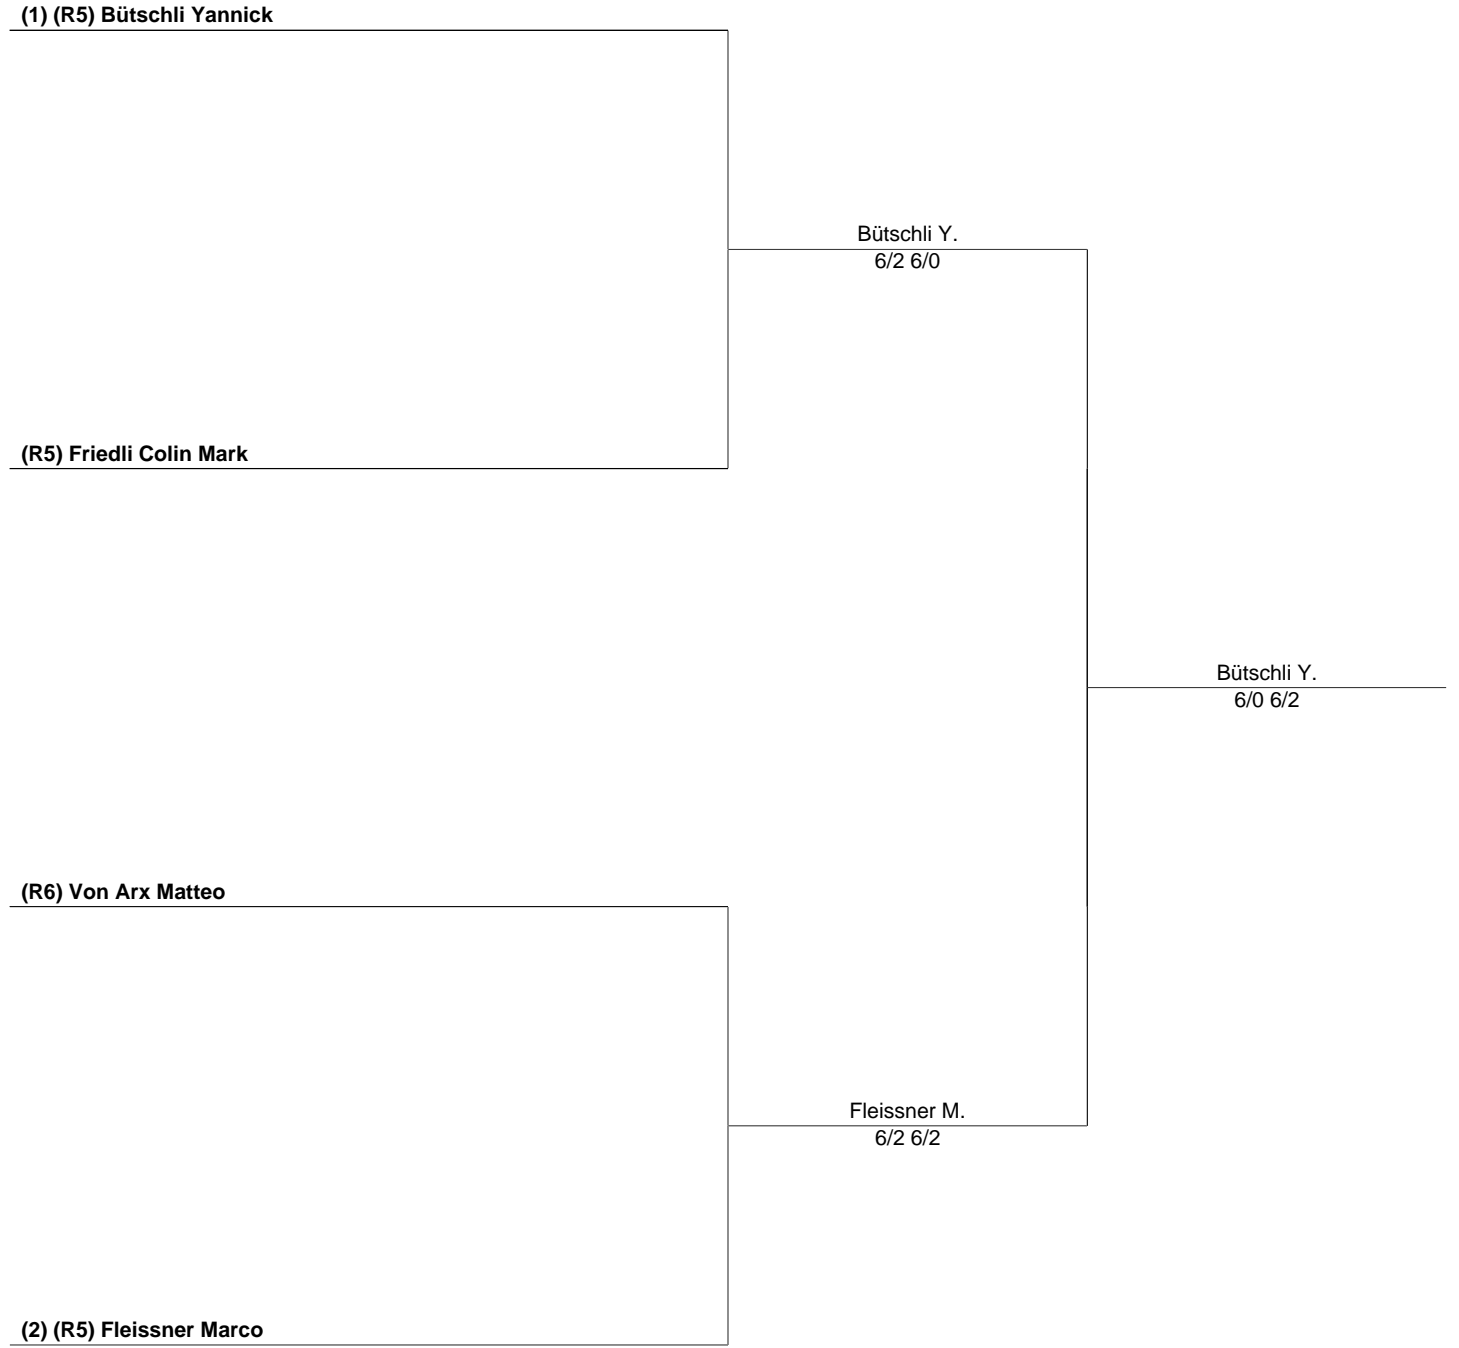 (1) (R5) Bütschli Yannick
Bütschli Y.
6/2 6/0
(R5) Friedli Colin Mark
Bütschli Y.
6/0 6/2
(R6) Von Arx Matteo
Fleissner M.
6/2 6/2
(2) (R5) Fleissner Marco